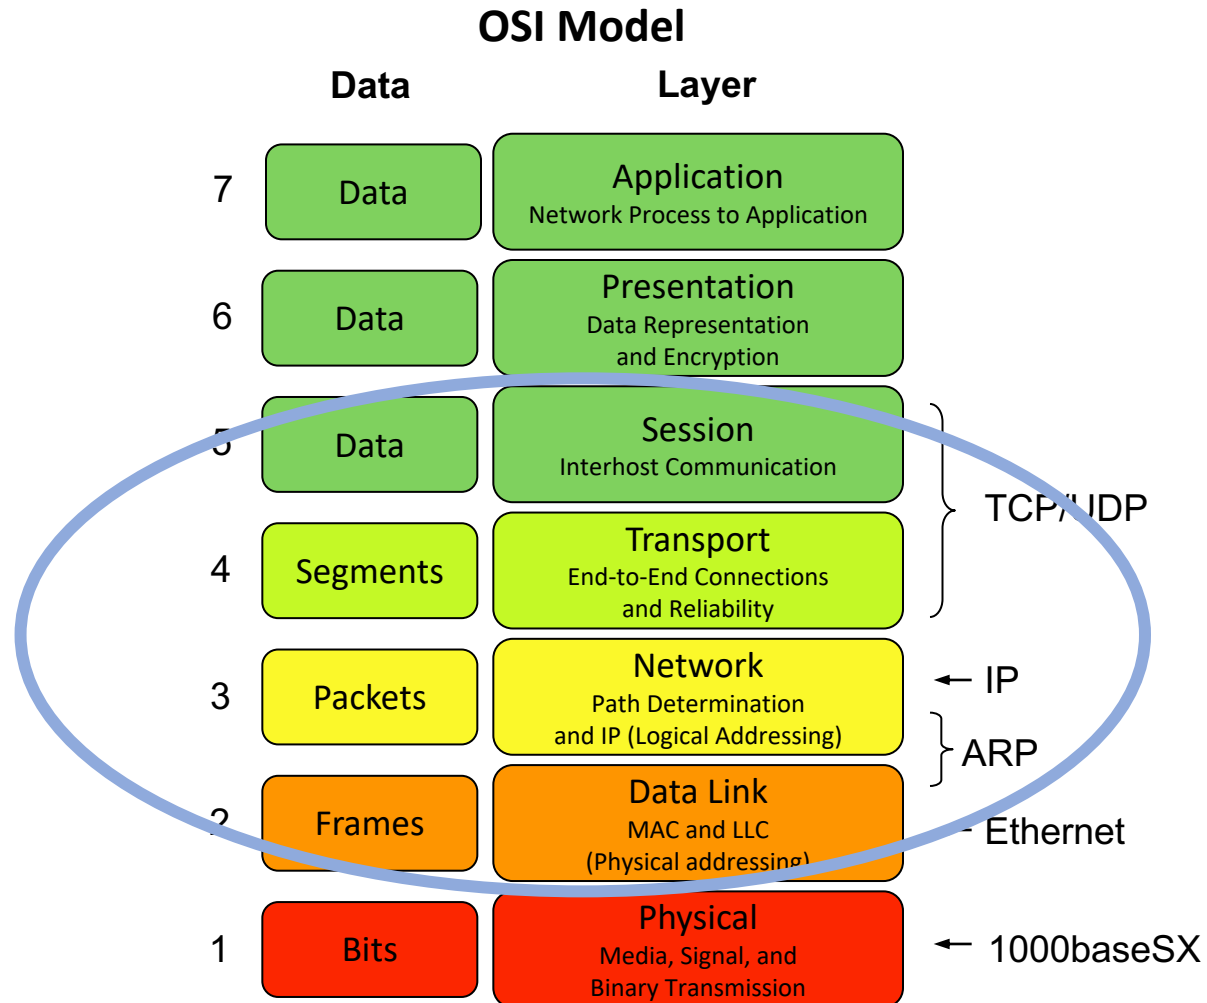 OSI Model
Data Layer
7 Data Application
Network Process to Application
6 Data Presentation
Data Representation
and Encryption
5 Data Session
Interhost Communication
TCP/UDP
4 Segments Transport
End-to-End Connections
and Reliability
3 Packets Network
Path Determination
and IP (Logical Addressing)
IP
ARP
2 Frames Data Link
MAC and LLC
(Physical addressing)
Ethernet
1 Bits Physical
Media, Signal, and
Binary Transmission
1000baseSX